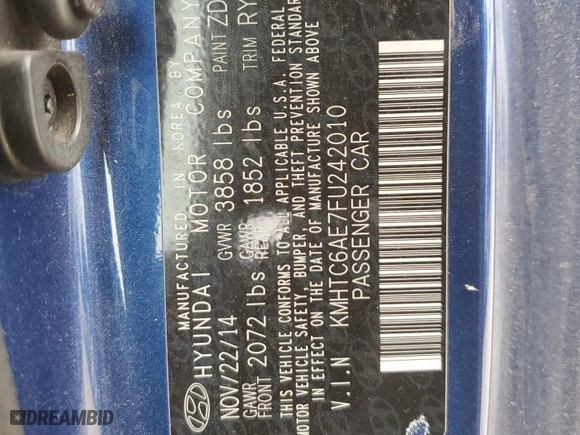 MANUFACTURED IN KOREA BY
HYUNDAI MOTOR COMPANY
NOV/22/14 GVWR 3858 lbs PAINT ZD
GAWR FRONT 2072 lbs GAWR REAR 1852 lbs TRIM RY
THIS VEHICLE CONFORMS TO ALL APPLICABLE U.S.A. FEDERAL
MOTOR VEHICLE SAFETY, BUMPER, AND THEFT PREVENTION STANDAR
IN EFFECT ON THE DATE OF MANUFACTURE SHOWN ABOVE
V.I.N KMHTC6AE7FU242010
PASSENGER CAR
DREAMBID